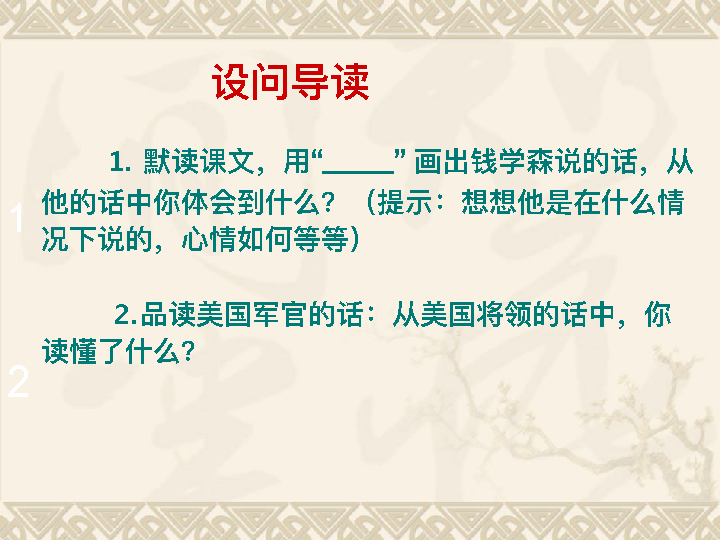 设问导读
1. 默读课文，用“_____” 画出钱学森说的话，从
他的话中你体会到什么？（提示：想想他是在什么情
况下说的，心情如何等等）
1
2.品读美国军官的话：从美国将领的话中，你
读懂了什么？
2